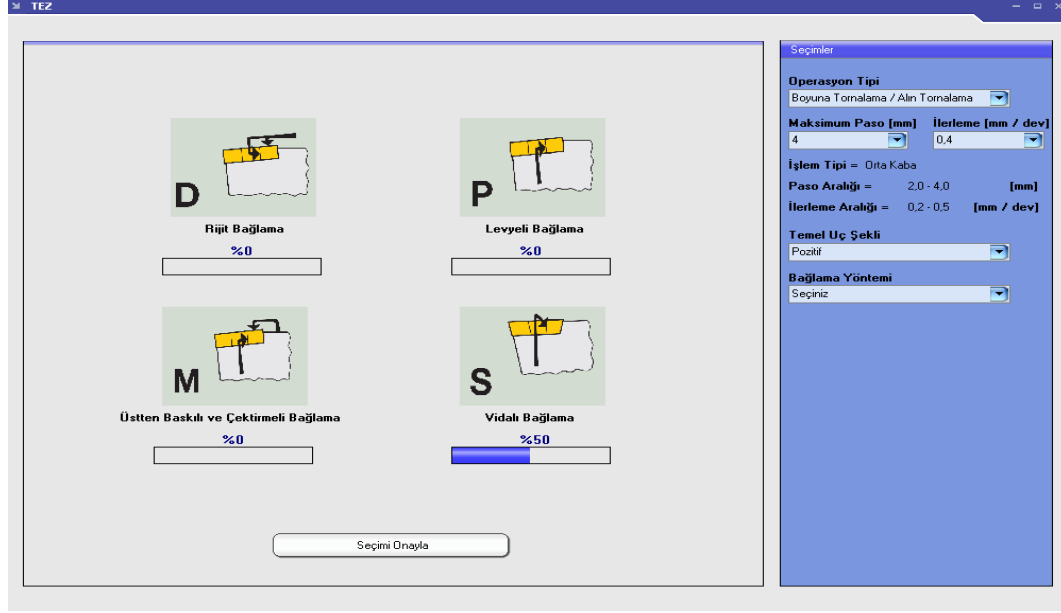 TEZ
D
Rijit Bağlama
%0
P
Levyeli Bağlama
%0
M
Üstten Baskılı ve Çektirmeli Bağlama
%0
S
Vidalı Bağlama
%50
Seçimi Onayla
Seçimler
Operasyon Tipi
Boyuna Tornalama / Alın Tornalama
Maksimum Paso [mm] İlerleme [mm / dev]
4 0,4
İşlem Tipi = Orta Kaba
Paso Aralığı = 2,0 - 4,0 [mm]
İlerleme Aralığı = 0,2 - 0,5 [mm / dev]
Temel Uç Şekli
Pozitif
Bağlama Yöntemi
Seçiniz